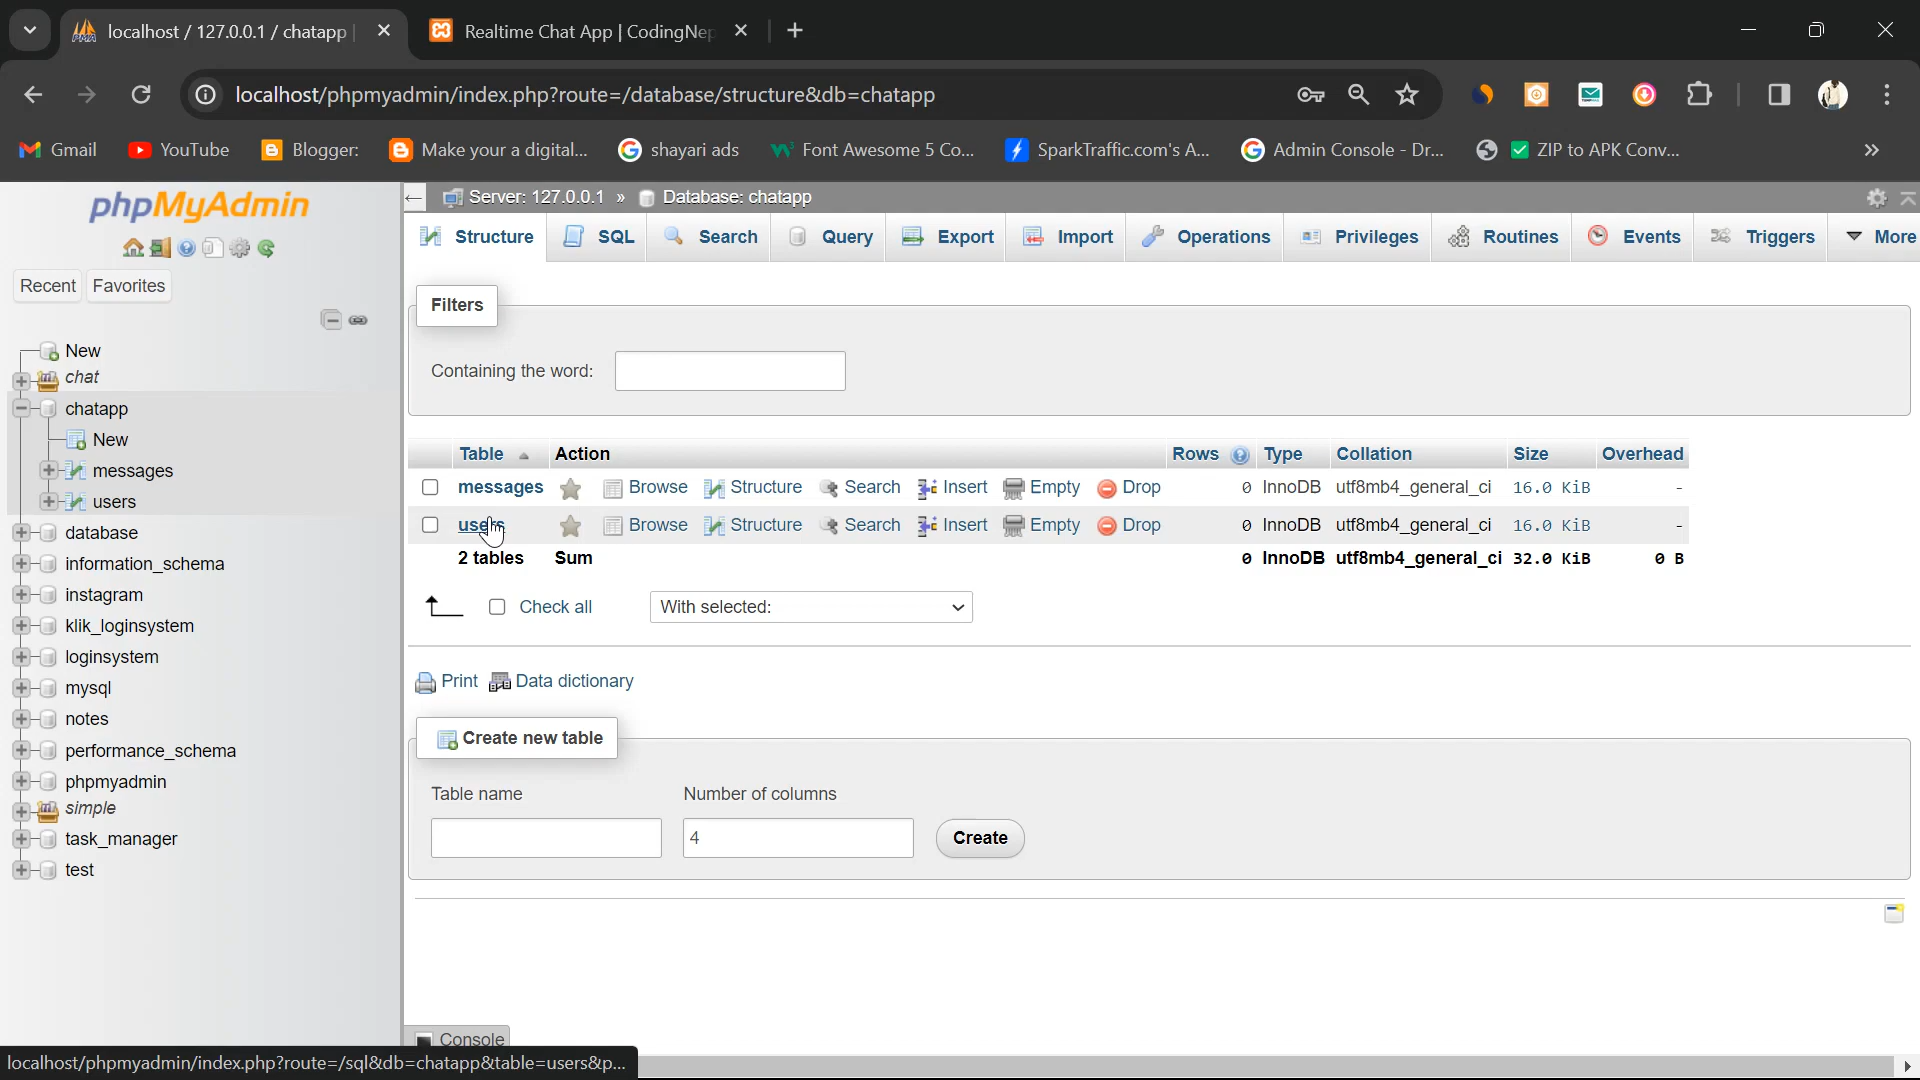 localhost / 127.0.0.1 / chatapp
Realtime Chat App | CodingNep
localhost/phpmyadmin/index.php?route=/database/structure&db=chatapp
Gmail
YouTube
Blogger:
Make your a digital...
shayari ads
Font Awesome 5 Co...
SparkTraffic.com's A...
Admin Console - Dr...
ZIP to APK Conv...
phpMyAdmin
Server: 127.0.0.1 » Database: chatapp
Structure SQL Search Query Export Import Operations Privileges Routines Events Triggers More
Recent Favorites
New
chat
chatapp
New
messages
users
database
information_schema
instagram
klik_loginsystem
loginsystem
mysql
notes
performance_schema
phpmyadmin
simple
task_manager
test
Filters
Containing the word:
Table Action Rows Type Collation Size Overhead
messages Browse Structure Search Insert Empty Drop 0 InnoDB utf8mb4_general_ci 16.0 KiB -
users Browse Structure Search Insert Empty Drop 0 InnoDB utf8mb4_general_ci 16.0 KiB -
2 tables Sum 0 InnoDB utf8mb4_general_ci 32.0 KiB 0 B
Check all With selected:
Print Data dictionary
Create new table
Table name Number of columns
4 Create
Console
localhost/phpmyadmin/index.php?route=/sql&db=chatapp&table=users&p...